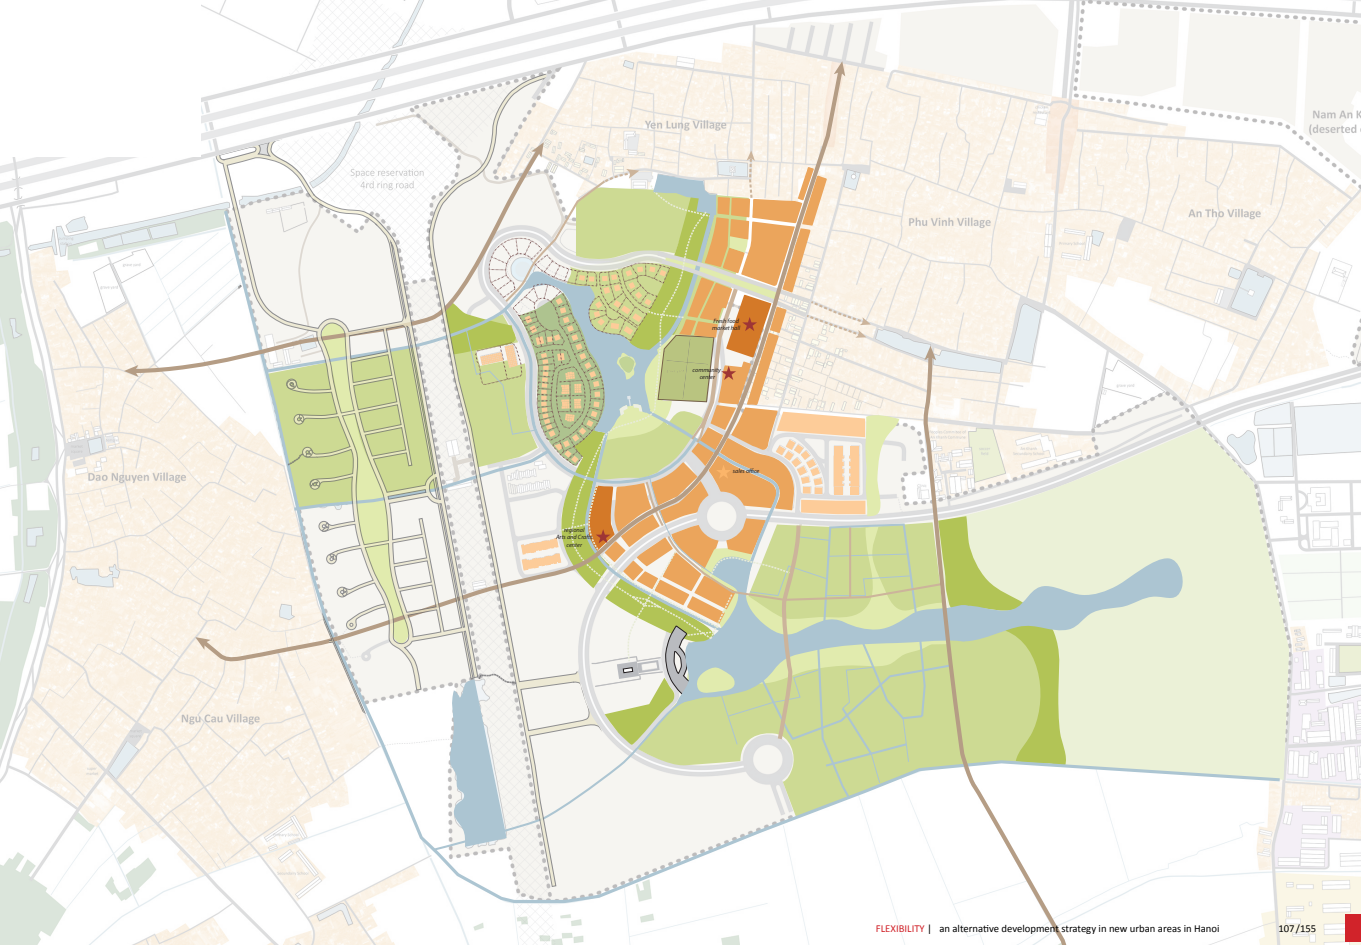 Nam An K
(deserted
Yen Lung Village
Space reservation
4rd ring road
An Tho Village
Phu Vinh Village
Fresh food
market hall
community
center
sales office
Dao Nguyen Village
regional
Arts and Crafts
center
Ngu Cau Village
FLEXIBILITY | an alternative development strategy in new urban areas in Hanoi 107/155